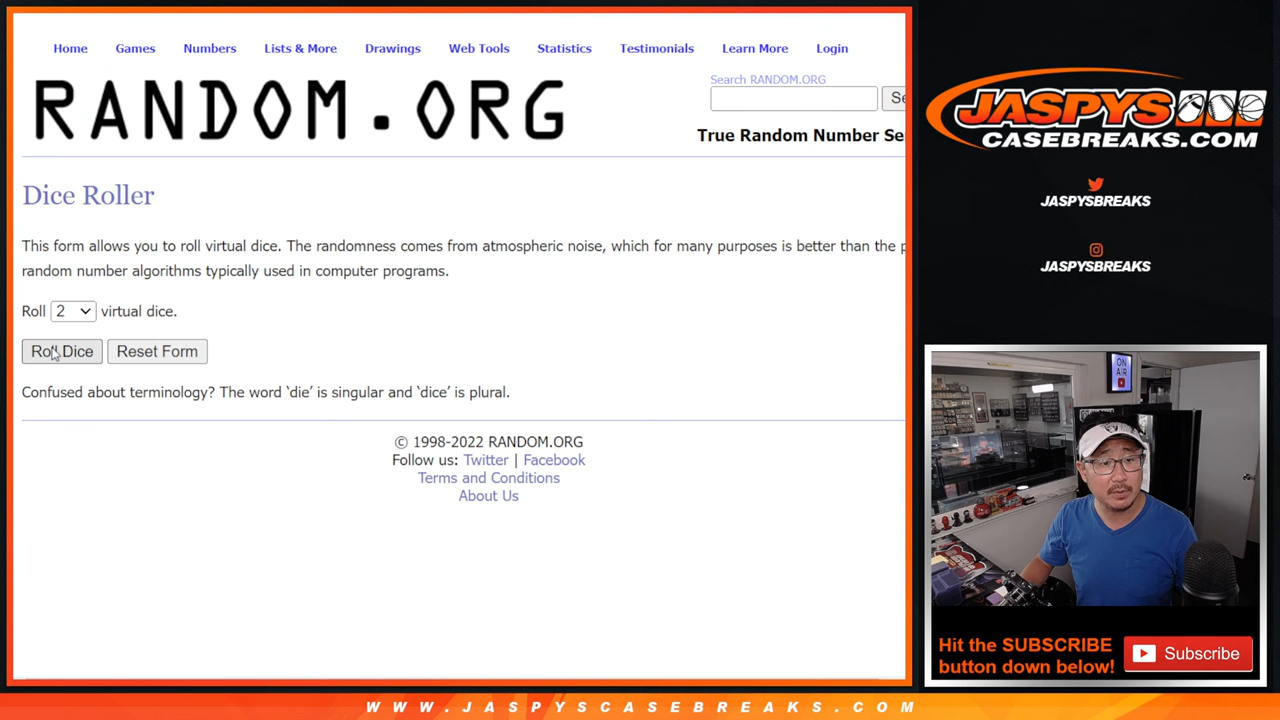 Home Games Numbers Lists & More Drawings Web Tools Statistics Testimonials Learn More Login
RANDOM.ORG
Search RANDOM.ORG
Se
True Random Number Se
Dice Roller
This form allows you to roll virtual dice. The randomness comes from atmospheric noise, which for many purposes is better than the p
random number algorithms typically used in computer programs.
Roll 2 virtual dice.
Roll Dice Reset Form
Confused about terminology? The word ‘die’ is singular and ‘dice’ is plural.
© 1998-2022 RANDOM.ORG
Follow us: Twitter | Facebook
Terms and Conditions
About Us
JASPYS
CASEBREAKS.COM
JASPYSBREAKS
JASPYSBREAKS
ON
AIR
Hit the SUBSCRIBE
button down below!
Subscribe
WWW.JASPYSCASEBREAKS.COM